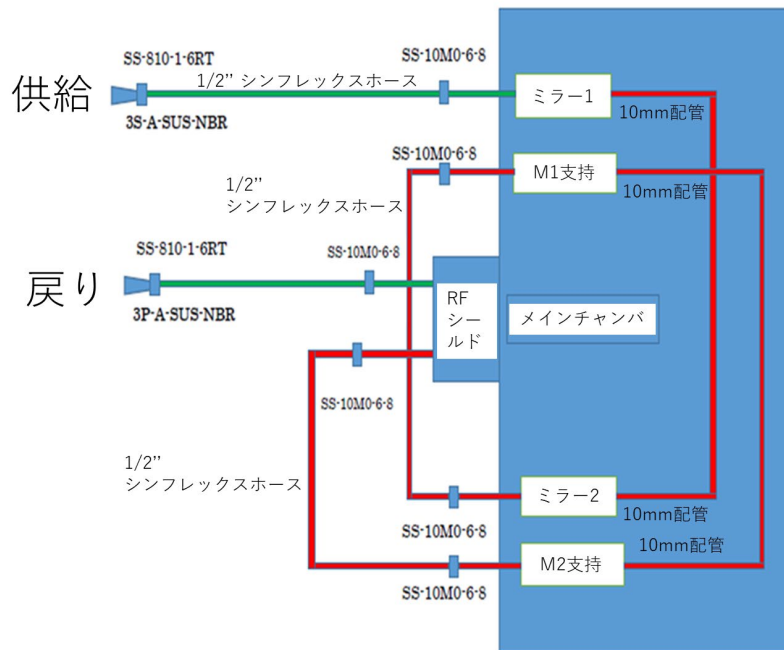 SS-810-1-6RT
SS-10M0-6-8
供給
1/2’’ シンフレックスホース
ミラー1
10mm配管
3S-A-SUS-NBR
SS-10M0-6-8
M1支持
10mm配管
1/2’’
シンフレックスホース
SS-810-1-6RT
SS-10M0-6-8
戻り
RF
シー
ルド
メインチャンバ
3P-A-SUS-NBR
SS-10M0-6-8
1/2’’
シンフレックスホース
ミラー2
10mm配管
SS-10M0-6-8
10mm配管
M2支持
SS-10M0-6-8